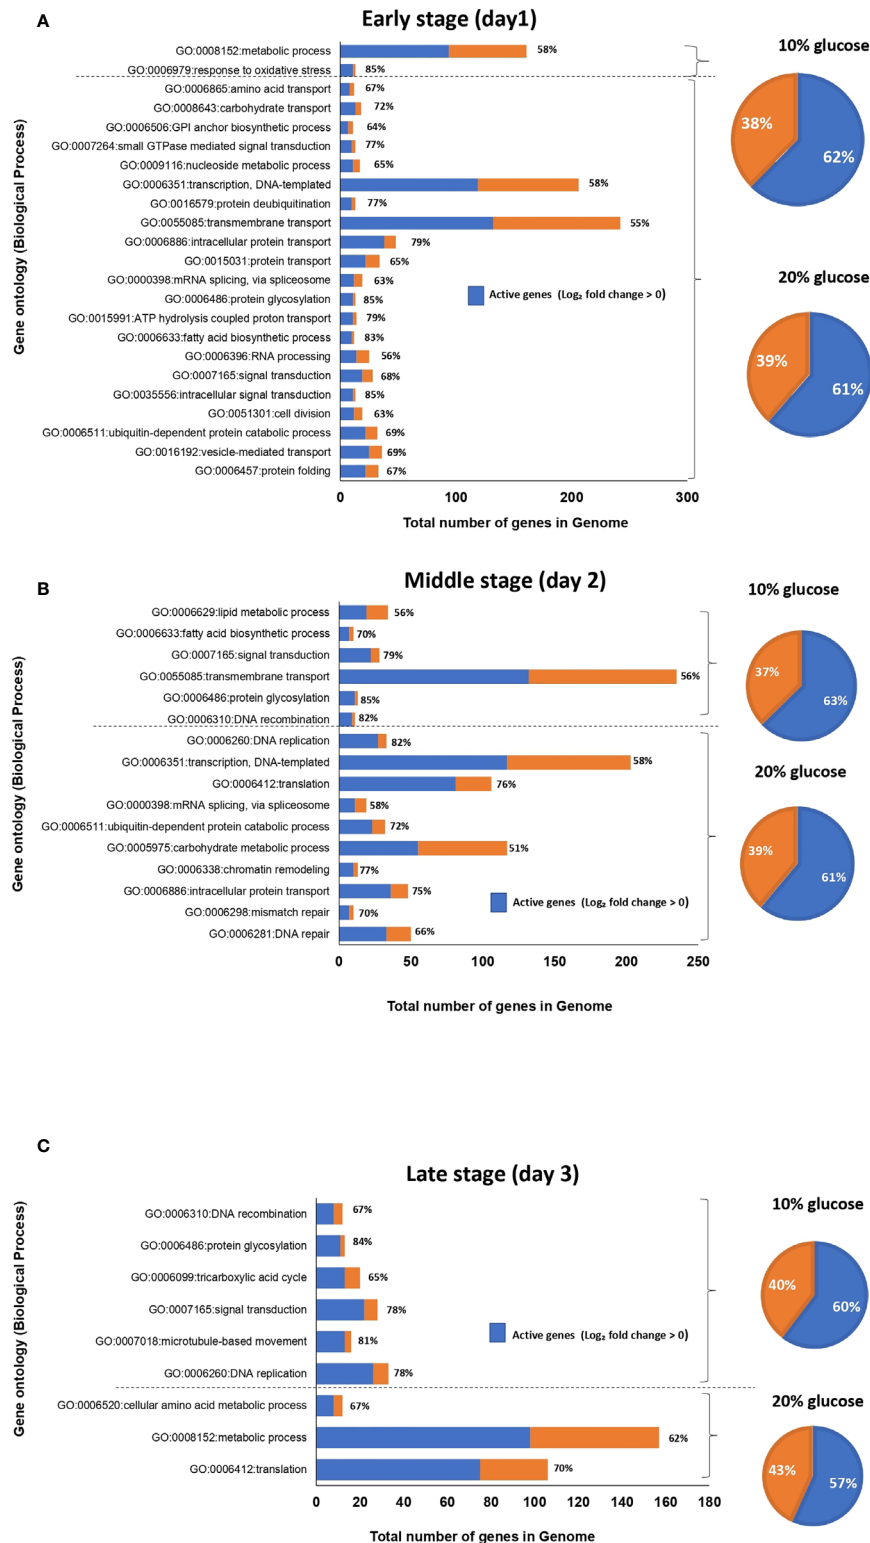 A
Early stage (day1)
Gene ontology (Biological Process)
GO:0008152:metabolic process 58%
GO:0006979:response to oxidative stress 85%
GO:0006865:amino acid transport 67%
GO:0008643:carbohydrate transport 72%
GO:0006506:GPI anchor biosynthetic process 64%
GO:0007264:small GTPase mediated signal transduction 77%
GO:0009116:nucleoside metabolic process 65%
GO:0006351:transcription, DNA-templated 58%
GO:0016579:protein deubiquitination 77%
GO:0055085:transmembrane transport 55%
GO:0006886:intracellular protein transport 79%
GO:0015031:protein transport 65%
GO:0000398:mRNA splicing, via spliceosome 63%
GO:0006486:protein glycosylation 85%
GO:0015991:ATP hydrolysis coupled proton transport 79%
GO:0006633:fatty acid biosynthetic process 83%
GO:0006396:RNA processing 56%
GO:0007165:signal transduction 68%
GO:0035556:intracellular signal transduction 85%
GO:0051301:cell division 63%
GO:0006511:ubiquitin-dependent protein catabolic process 69%
GO:0016192:vesicle-mediated transport 69%
GO:0006457:protein folding 67%
Active genes (Log₂ fold change > 0)
0 100 200 300
Total number of genes in Genome
10% glucose
38% 62%
20% glucose
39% 61%
B
Middle stage (day 2)
Gene ontology (Biological Process)
GO:0006629:lipid metabolic process 56%
GO:0006633:fatty acid biosynthetic process 70%
GO:0007165:signal transduction 79%
GO:0055085:transmembrane transport 56%
GO:0006486:protein glycosylation 85%
GO:0006310:DNA recombination 82%
GO:0006260:DNA replication 82%
GO:0006351:transcription, DNA-templated 58%
GO:0006412:translation 76%
GO:0000398:mRNA splicing, via spliceosome 58%
GO:0006511:ubiquitin-dependent protein catabolic process 72%
GO:0005975:carbohydrate metabolic process 51%
GO:0006338:chromatin remodeling 77%
GO:0006886:intracellular protein transport 75%
GO:0006298:mismatch repair 70%
GO:0006281:DNA repair 66%
Active genes (Log₂ fold change > 0)
0 50 100 150 200 250
Total number of genes in Genome
10% glucose
37% 63%
20% glucose
39% 61%
C
Late stage (day 3)
Gene ontology (Biological Process)
GO:0006310:DNA recombination 67%
GO:0006486:protein glycosylation 84%
GO:0006099:tricarboxylic acid cycle 65%
GO:0007165:signal transduction 78%
GO:0007018:microtubule-based movement 81%
GO:0006260:DNA replication 78%
GO:0006520:cellular amino acid metabolic process 67%
GO:0008152:metabolic process 62%
GO:0006412:translation 70%
Active genes (Log₂ fold change > 0)
0 20 40 60 80 100 120 140 160 180
Total number of genes in Genome
10% glucose
40% 60%
20% glucose
43% 57%